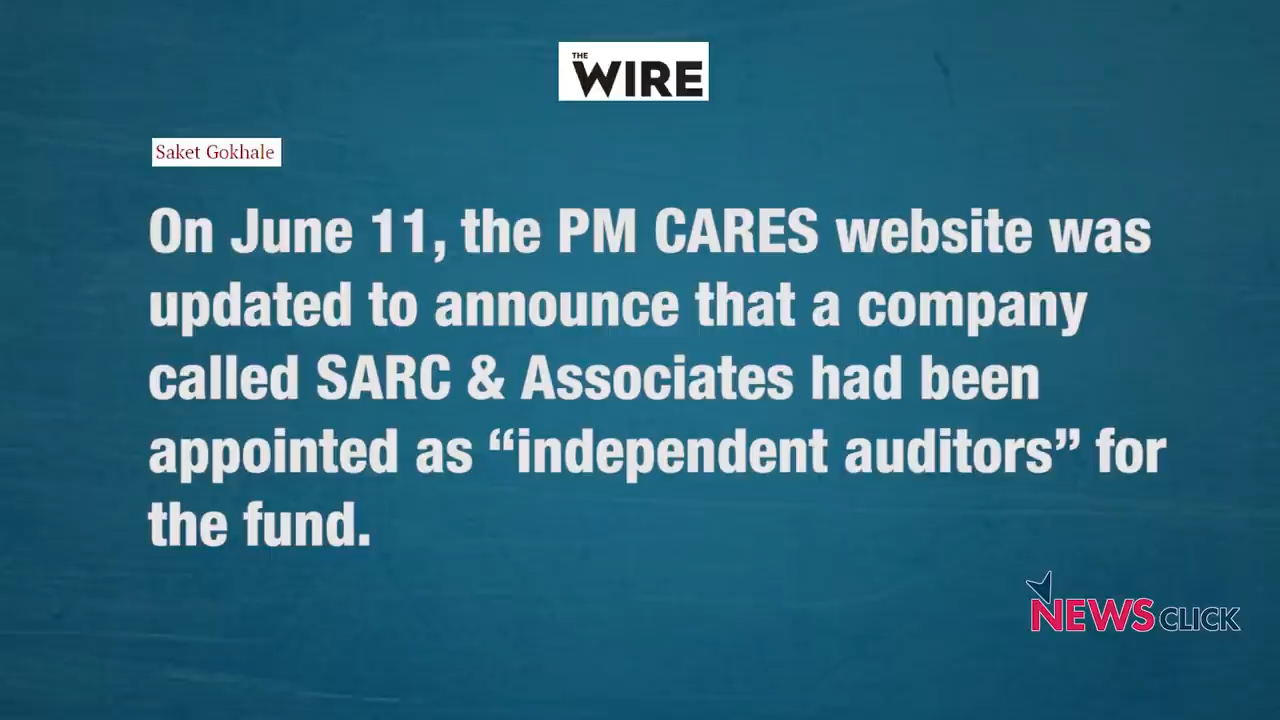 THE
WIRE
Saket Gokhale
On June 11, the PM CARES website was
updated to announce that a company
called SARC & Associates had been
appointed as “independent auditors” for
the fund.
NEWSCLICK